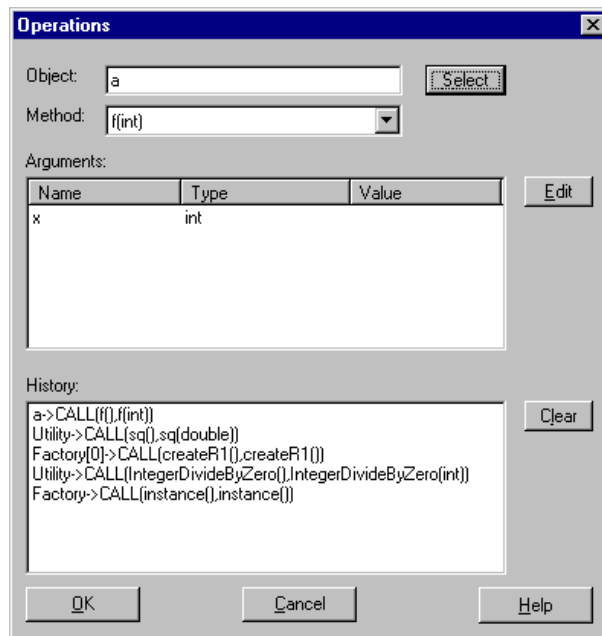 Operations
Object: a Select
Method: f(int)
Arguments:
Name Type Value Edit
x int
History:
a->CALL(f(),f(int)) Clear
Utility->CALL(sq(),sq(double))
Factory[0]->CALL(createR1(),createR1())
Utility->CALL(IntegerDivideByZero(),IntegerDivideByZero(int))
Factory->CALL(instance(),instance())
OK Cancel Help